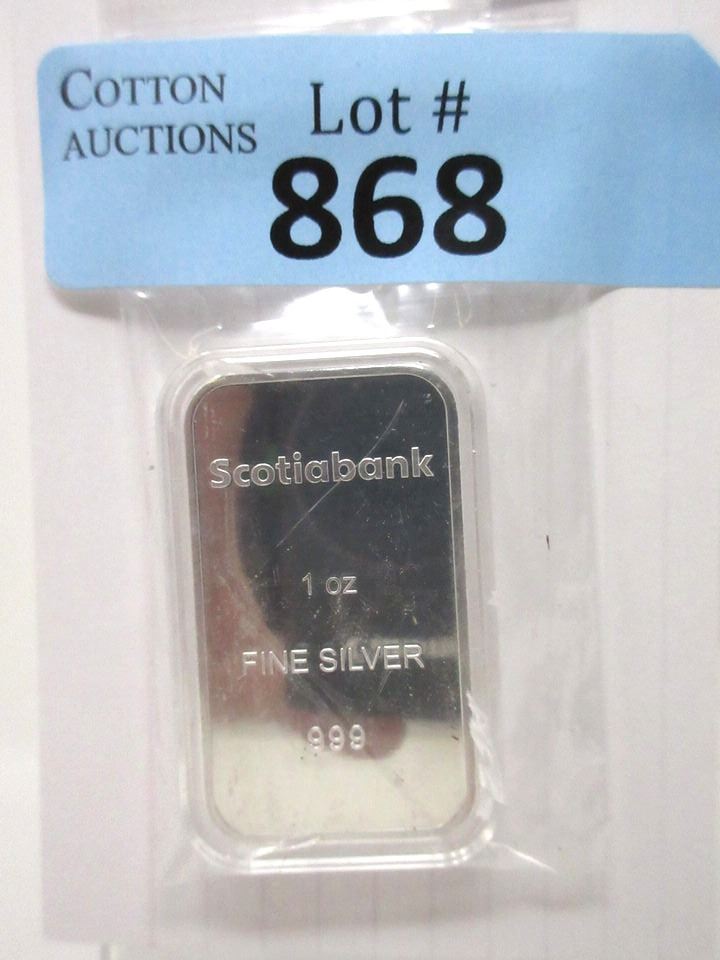 COTTON
AUCTIONS
Lot #
868
Scotiabank
1 oz
FINE SILVER
999